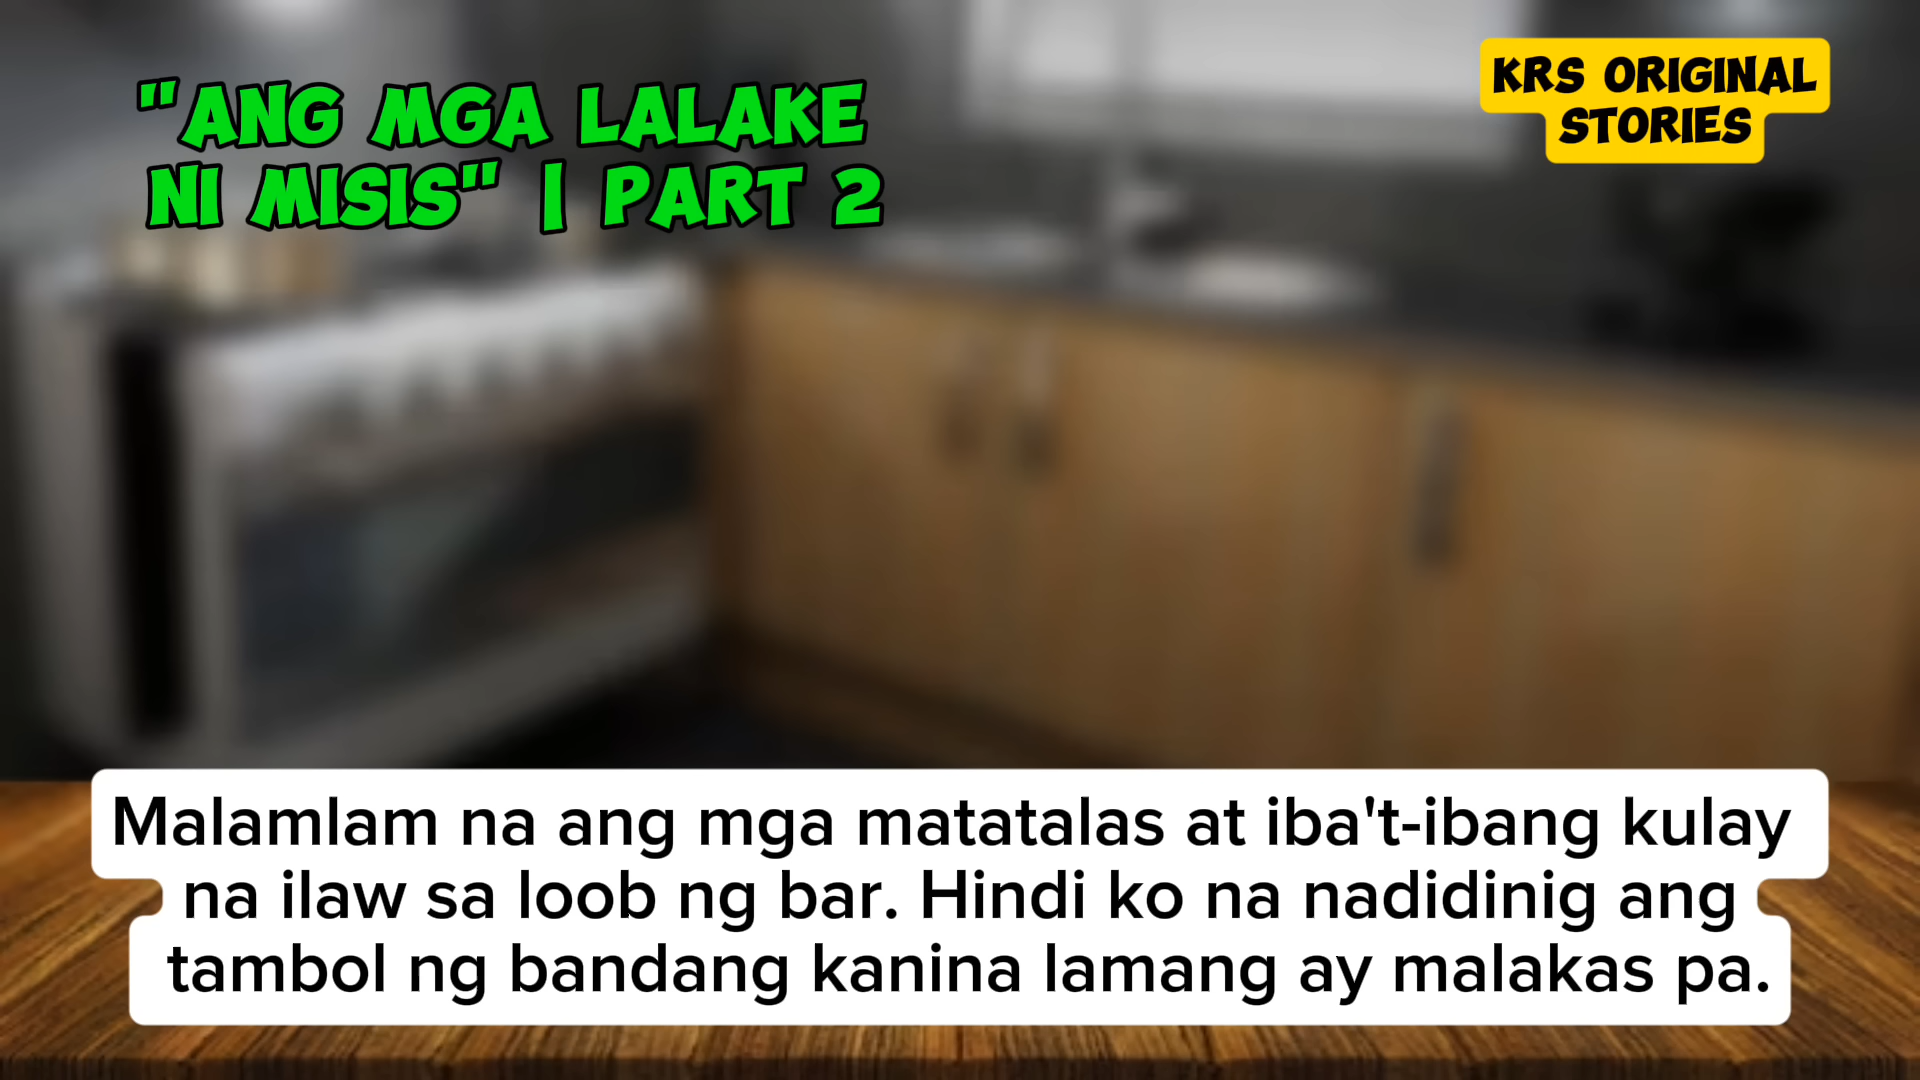 "ANG MGA LALAKE
NI MISIS" | PART 2
KRS ORIGINAL
STORIES
Malamlam na ang mga matatalas at iba't-ibang kulay
na ilaw sa loob ng bar. Hindi ko na nadidinig ang
tambol ng bandang kanina lamang ay malakas pa.